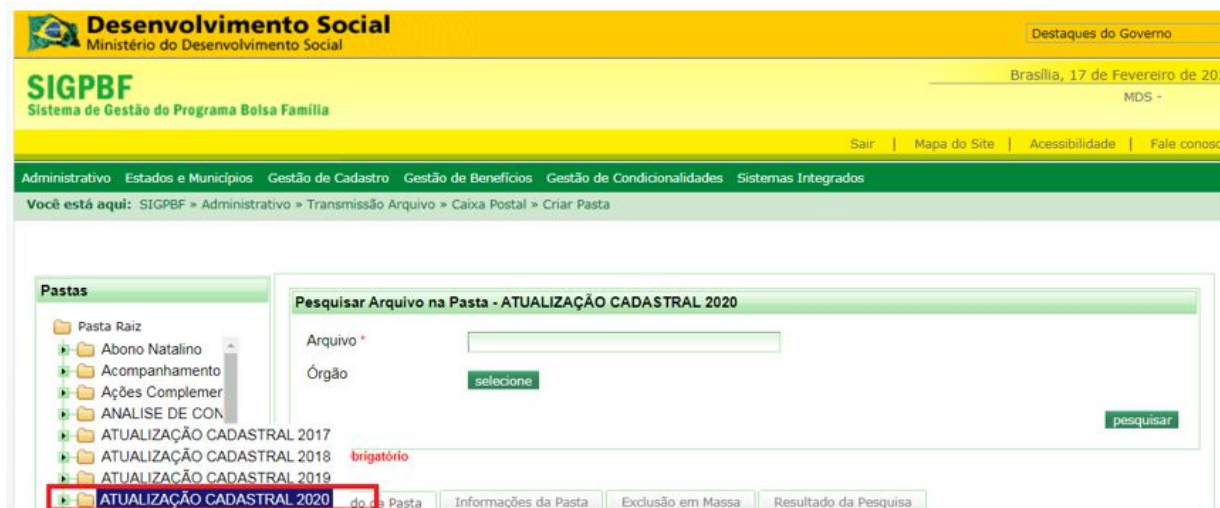 Desenvolvimento Social
Ministério do Desenvolvimento Social
Destaques do Governo
SIGPBF
Sistema de Gestão do Programa Bolsa Família
Brasília, 17 de Fevereiro de 20
MDS -
Sair | Mapa do Site | Acessibilidade | Fale conosc
Administrativo Estados e Municípios Gestão de Cadastro Gestão de Benefícios Gestão de Condicionalidades Sistemas Integrados
Você está aqui: SIGPBF » Administrativo » Transmissão Arquivo » Caixa Postal » Criar Pasta
Pastas
Pasta Raiz
Abono Natalino
Acompanhamento
Ações Complemer
ANALISE DE CON
ATUALIZAÇÃO CADASTRAL 2017
ATUALIZAÇÃO CADASTRAL 2018
ATUALIZAÇÃO CADASTRAL 2019
ATUALIZAÇÃO CADASTRAL 2020
Pesquisar Arquivo na Pasta - ATUALIZAÇÃO CADASTRAL 2020
Arquivo *
Órgão
selecione
pesquisar
brigatório
do da Pasta
Informações da Pasta
Exclusão em Massa
Resultado da Pesquisa